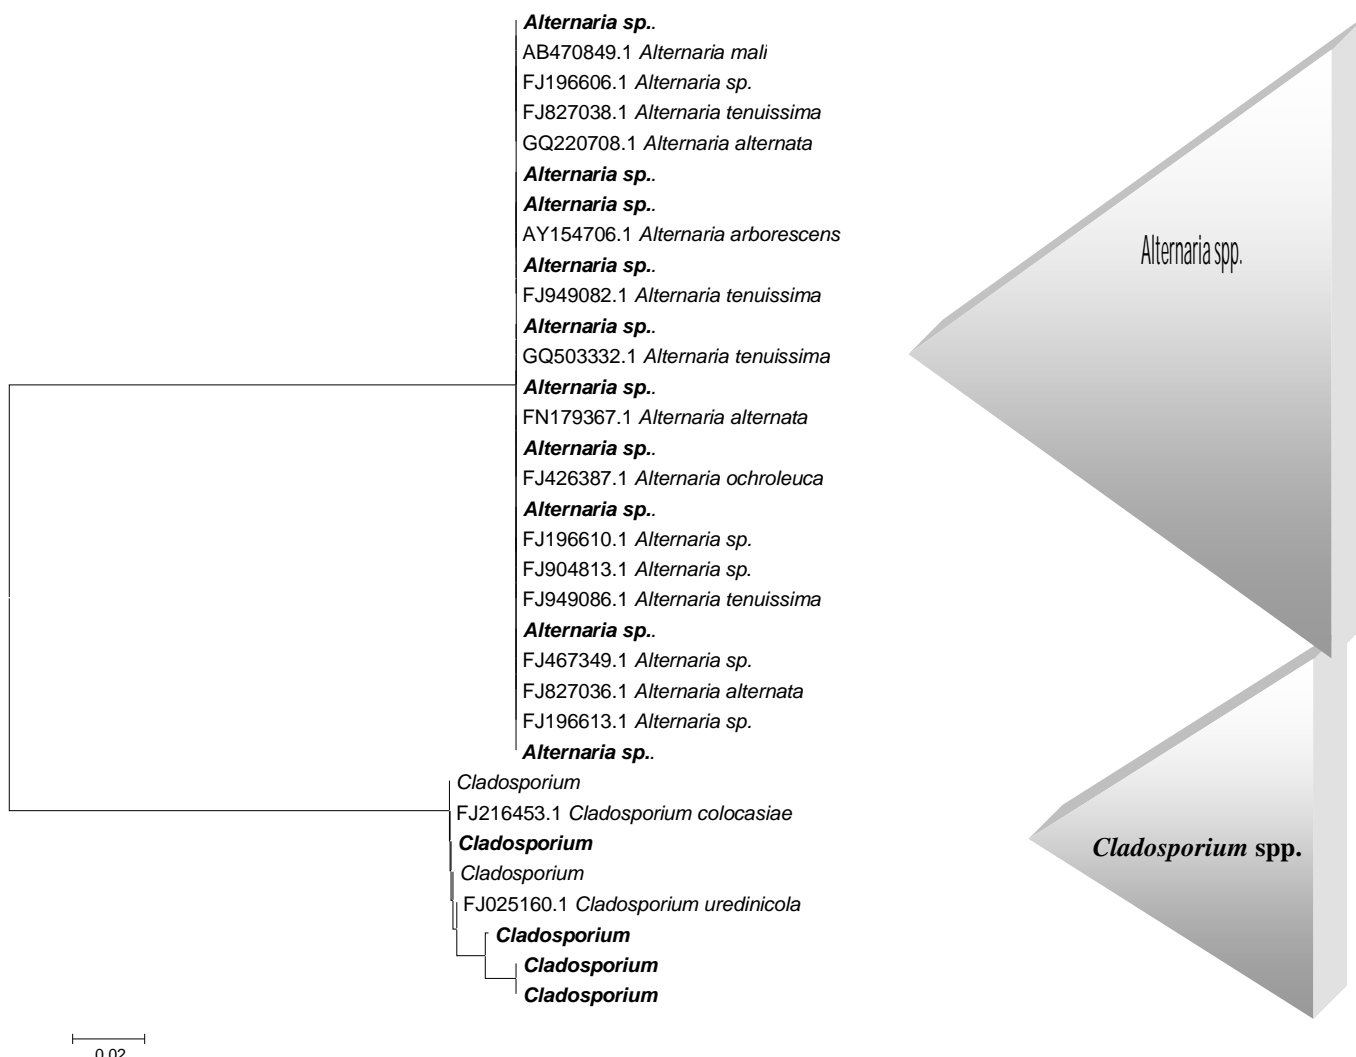 Alternaria sp..
AB470849.1 Alternaria mali
FJ196606.1 Alternaria sp.
FJ827038.1 Alternaria tenuissima
GQ220708.1 Alternaria alternata
Alternaria sp..
Alternaria sp..
AY154706.1 Alternaria arborescens
Alternaria sp..
FJ949082.1 Alternaria tenuissima
Alternaria sp..
GQ503332.1 Alternaria tenuissima
Alternaria sp..
FN179367.1 Alternaria alternata
Alternaria sp..
FJ426387.1 Alternaria ochroleuca
Alternaria sp..
FJ196610.1 Alternaria sp.
FJ904813.1 Alternaria sp.
FJ949086.1 Alternaria tenuissima
Alternaria sp..
FJ467349.1 Alternaria sp.
FJ827036.1 Alternaria alternata
FJ196613.1 Alternaria sp.
Alternaria sp..
Cladosporium
FJ216453.1 Cladosporium colocasiae
Cladosporium
Cladosporium
FJ025160.1 Cladosporium uredinicola
Cladosporium
Cladosporium
Cladosporium
0.02
Alternaria spp.
Cladosporium spp.